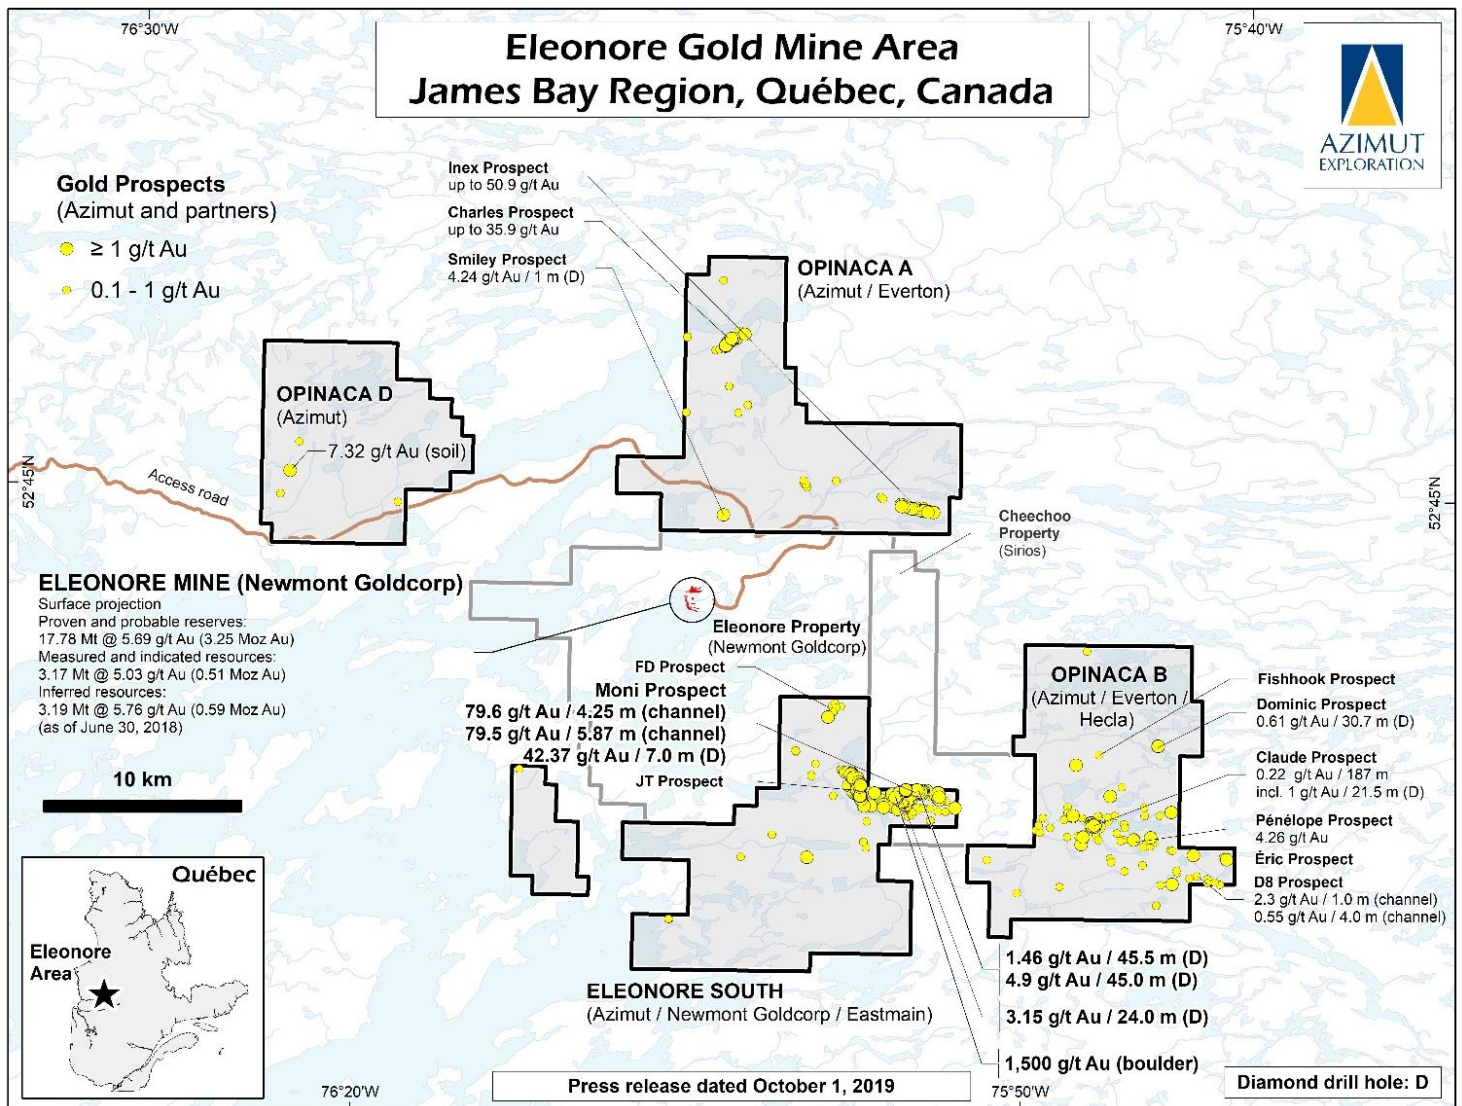 76°30'W
75°40'W
Eleonore Gold Mine Area
James Bay Region, Québec, Canada
AZIMUT
EXPLORATION
Gold Prospects
(Azimut and partners)
≥ 1 g/t Au
0.1 - 1 g/t Au
Inex Prospect
up to 50.9 g/t Au
Charles Prospect
up to 35.9 g/t Au
Smiley Prospect
4.24 g/t Au / 1 m (D)
OPINACA A
(Azimut / Everton)
OPINACA D
(Azimut)
7.32 g/t Au (soil)
Access road
52°45'N
52°45'N
Cheechoo
Property
(Sirios)
ELEONORE MINE (Newmont Goldcorp)
Surface projection
Proven and probable reserves:
17.78 Mt @ 5.69 g/t Au (3.25 Moz Au)
Measured and indicated resources:
3.17 Mt @ 5.03 g/t Au (0.51 Moz Au)
Inferred resources:
3.19 Mt @ 5.76 g/t Au (0.59 Moz Au)
(as of June 30, 2018)
10 km
Eleonore Property
(Newmont Goldcorp)
FD Prospect
Moni Prospect
79.6 g/t Au / 4.25 m (channel)
79.5 g/t Au / 5.87 m (channel)
42.37 g/t Au / 7.0 m (D)
JT Prospect
OPINACA B
(Azimut / Everton /
Hecla)
Fishhook Prospect
Dominic Prospect
0.61 g/t Au / 30.7 m (D)
Claude Prospect
0.22 g/t Au / 187 m
incl. 1 g/t Au / 21.5 m (D)
Pénélope Prospect
4.26 g/t Au
Éric Prospect
D8 Prospect
2.3 g/t Au / 1.0 m (channel)
0.55 g/t Au / 4.0 m (channel)
1.46 g/t Au / 45.5 m (D)
4.9 g/t Au / 45.0 m (D)
3.15 g/t Au / 24.0 m (D)
1,500 g/t Au (boulder)
ELEONORE SOUTH
(Azimut / Newmont Goldcorp / Eastmain)
Québec
Eleonore
Area
76°20'W
Press release dated October 1, 2019
75°50'W
Diamond drill hole: D